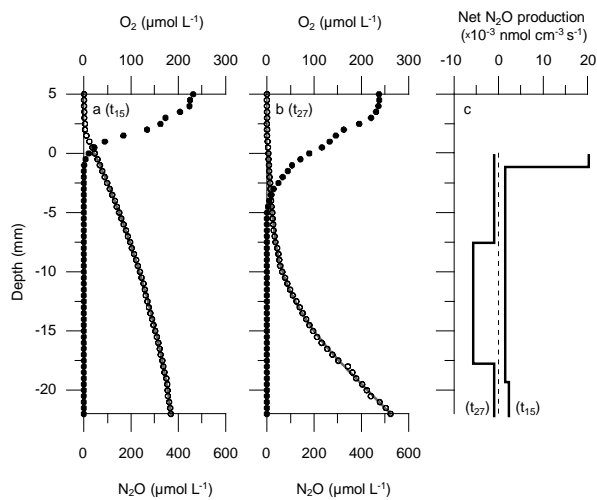 O₂ (µmol L⁻¹)
O₂ (µmol L⁻¹)
Net N₂O production
(×10⁻³ nmol cm⁻³ s⁻¹)
0 100 200 300
0 100 200 300
-10 0 10 20
5
0
-5
-10
-15
-20
Depth (mm)
a (t₁₅)
b (t₂₇)
c
(t₂₇)
(t₁₅)
0 200 400 600
0 200 400 600
N₂O (µmol L⁻¹)
N₂O (µmol L⁻¹)